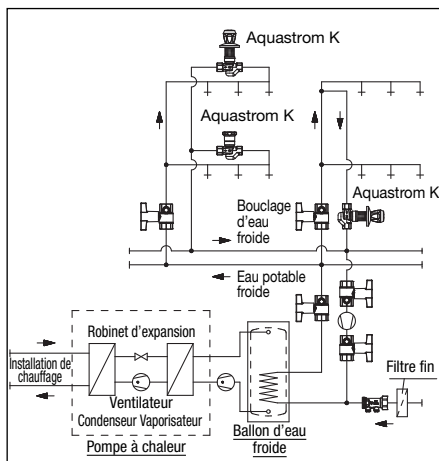 Aquastrom K
Aquastrom K
Aquastrom K
Bouclage
d'eau
froide
Eau potable
froide
Robinet d'expansion
Installation de
chauffage
Ventilateur
Condenseur Vaporisateur
Pompe à chaleur
Ballon d'eau
froide
Filtre fin